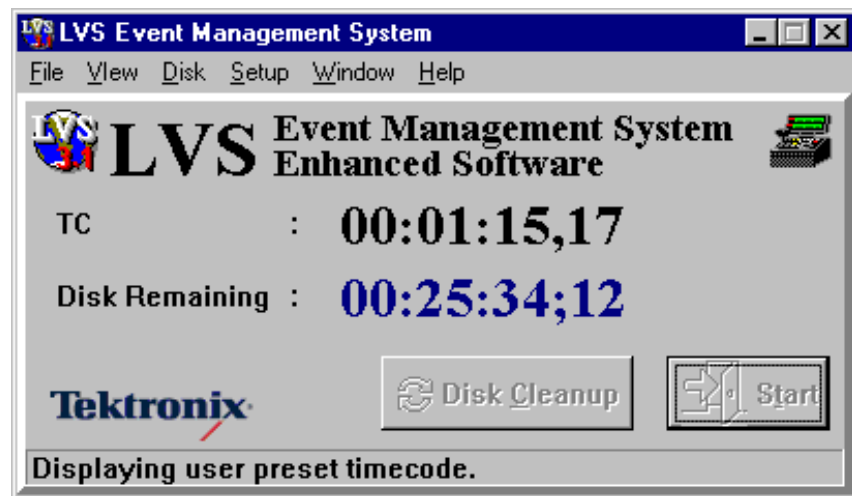 LVS Event Management System
File VIew Disk Setup Window Help
LVS 3.1
LVS Event Management System
Enhanced Software
TC : 00:01:15,17
Disk Remaining : 00:25:34;12
Tektronix
Disk Cleanup
Start
Displaying user preset timecode.